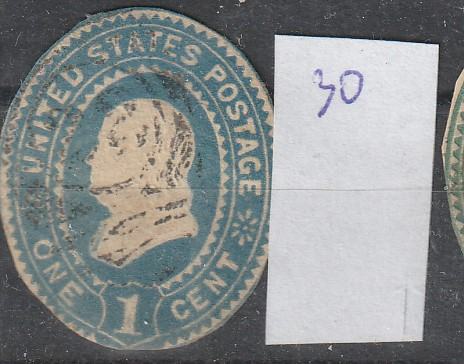 UNITED STATES POSTAGE
ONE 1 CENT
30